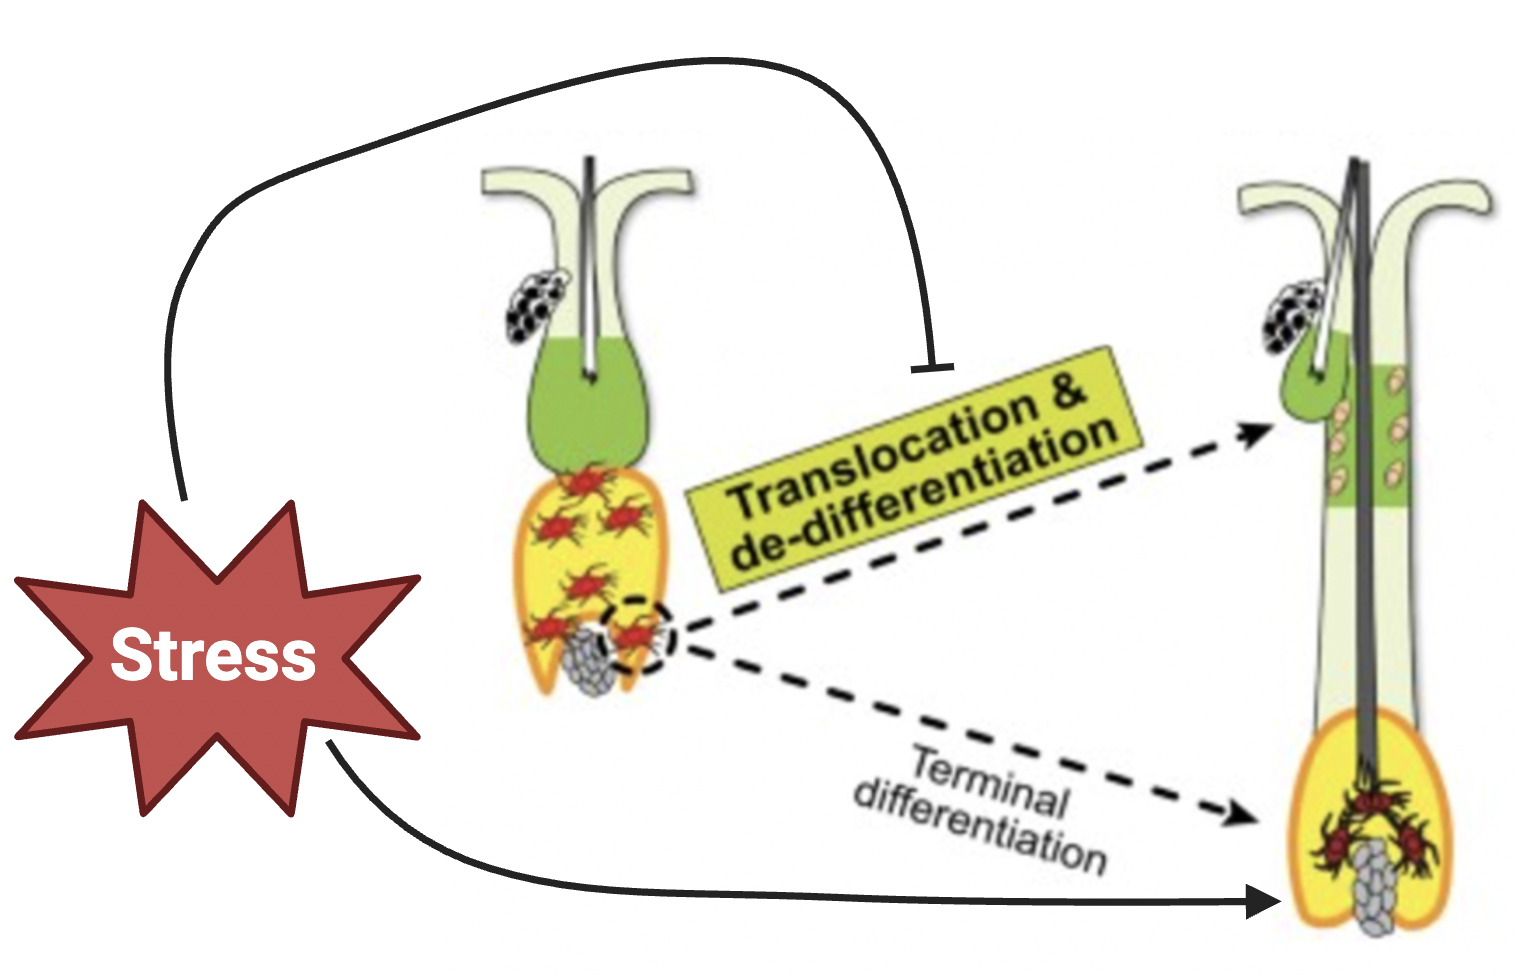 Translocation &
de-differentiation
Stress
Terminal
differentiation